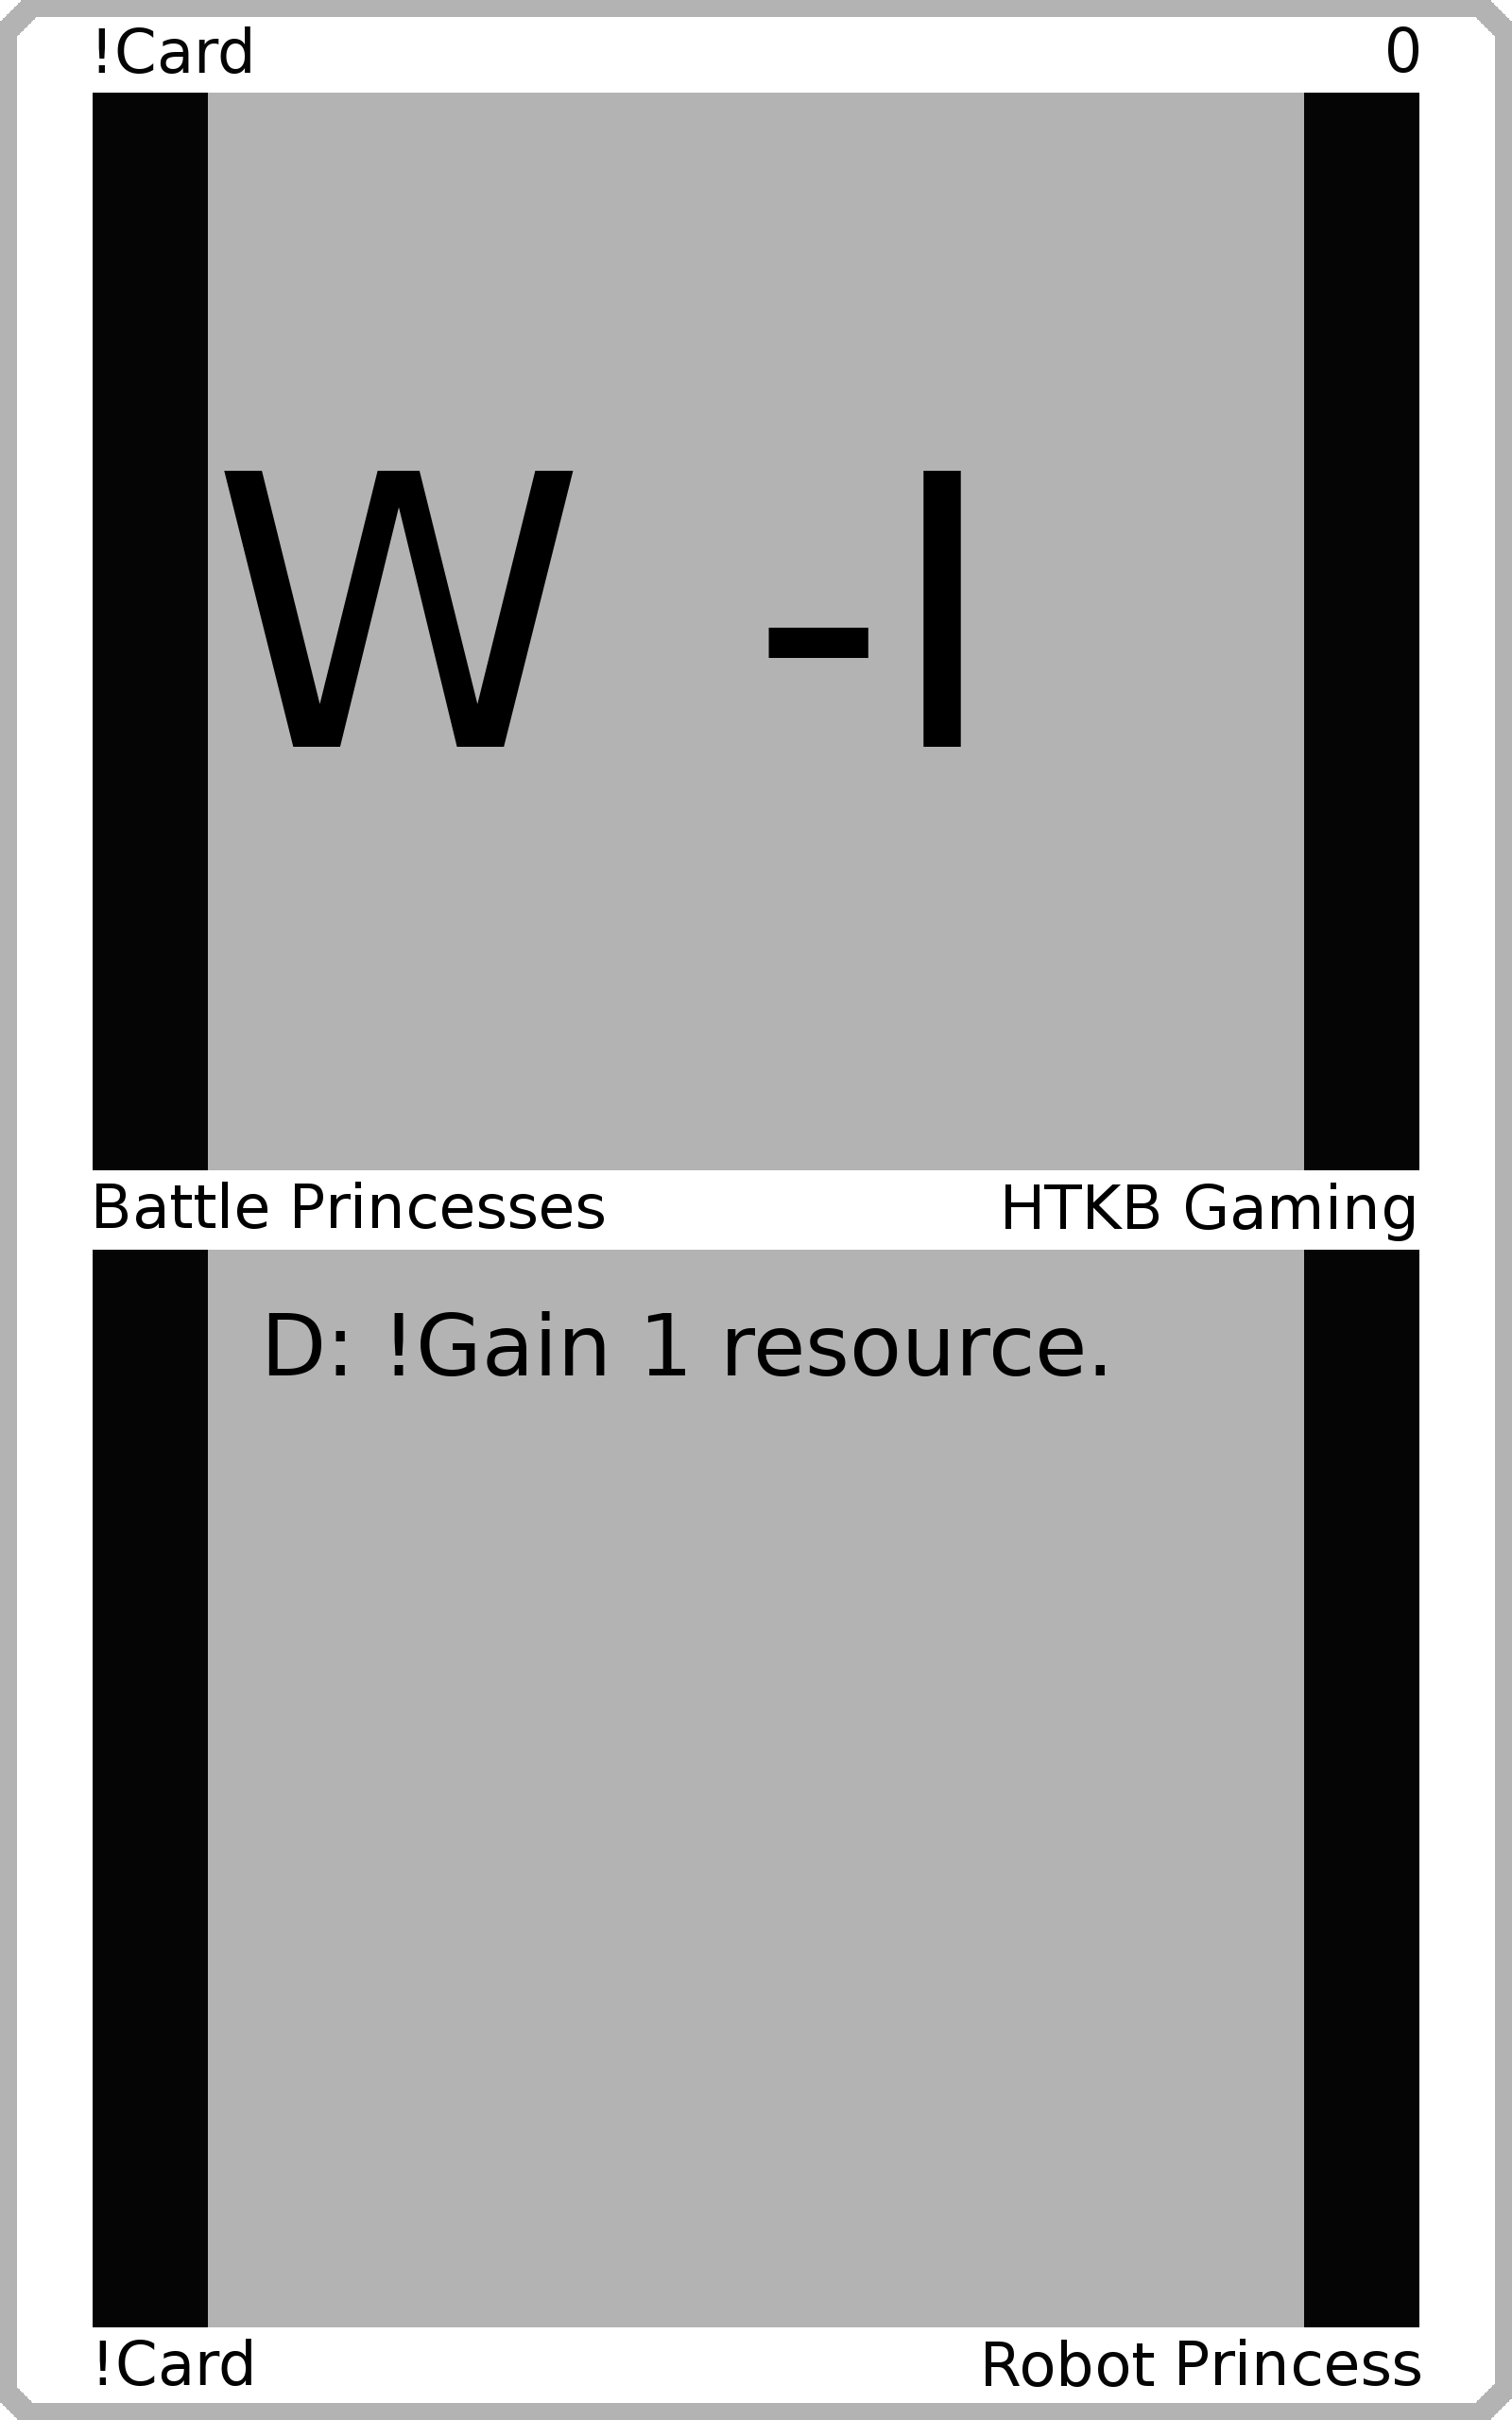 !Card 0
W -I
Battle Princesses HTKB Gaming
D: !Gain 1 resource.
!Card Robot Princess